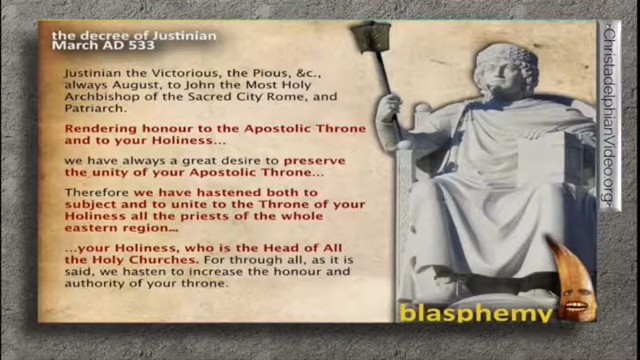 the decree of Justinian
March AD 533
Justinian the Victorious, the Pious, &c.,
always August, to John the Most Holy
Archbishop of the Sacred City Rome, and
Patriarch.
Rendering honour to the Apostolic Throne
and to your Holiness...
we have always a great desire to preserve
the unity of your Apostolic Throne...
Therefore we have hastened both to
subject and to unite to the Throne of your
Holiness all the priests of the whole
eastern region...
...your Holiness, who is the Head of All
the Holy Churches. For through all, as it is
said, we hasten to increase the honour and
authority of your throne.
blasphemy
·ChristadelphianVideo.org·